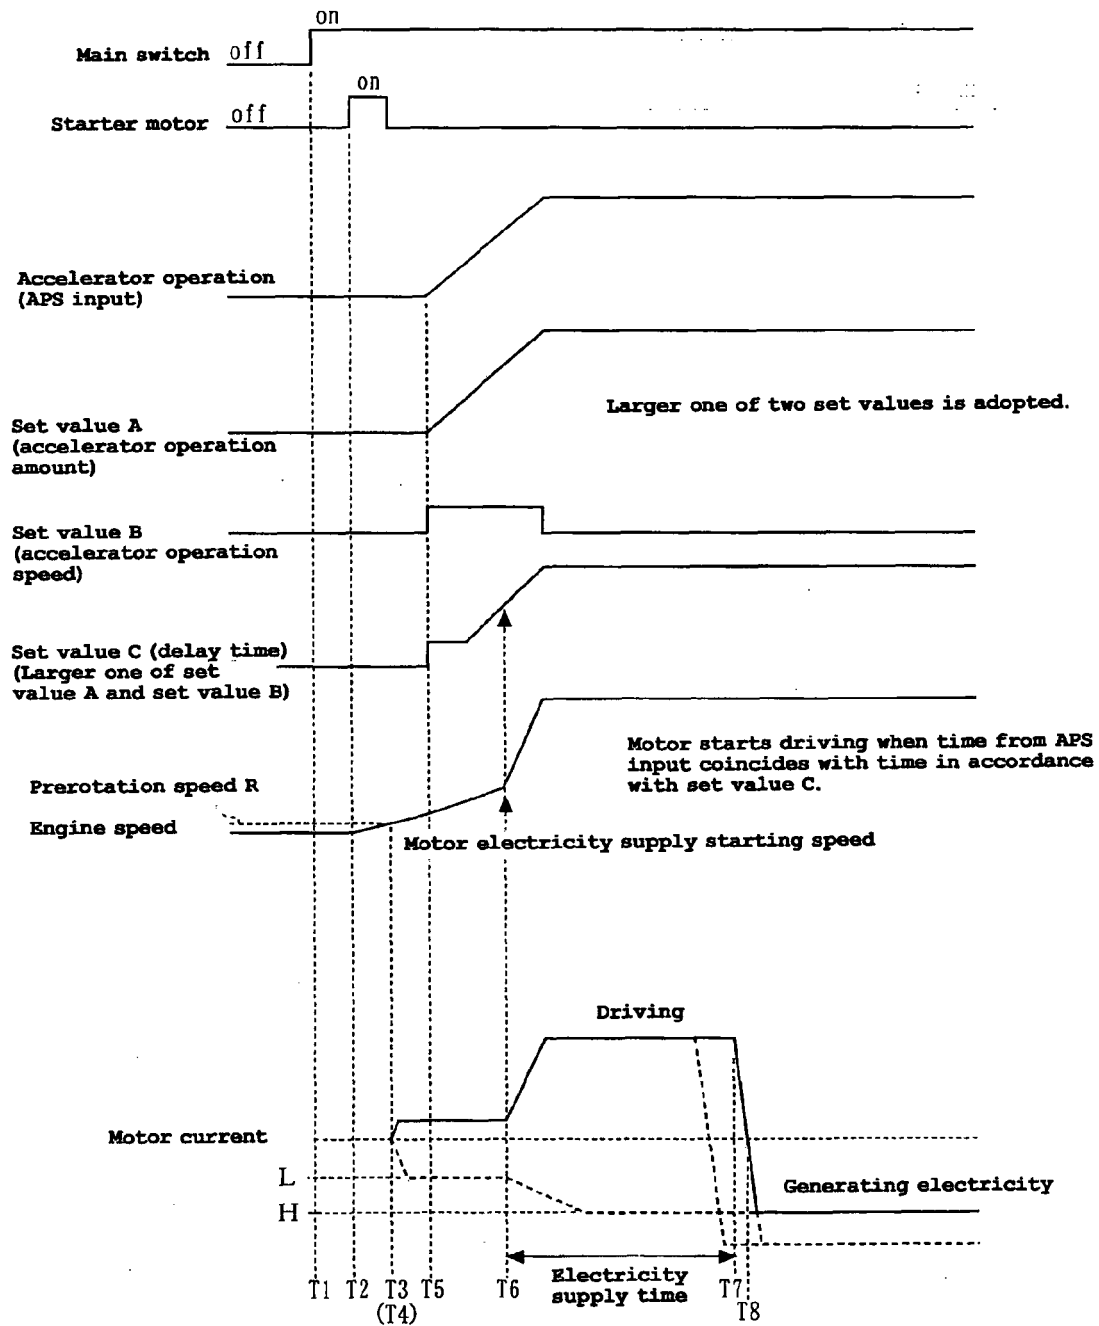 on
Main switch off
on
Starter motor off
Accelerator operation
(APS input)
Larger one of two set values is adopted.
Set value A
(accelerator operation
amount)
Set value B
(accelerator operation
speed)
Set value C (delay time)
(Larger one of set
value A and set value B)
Motor starts driving when time from APS
input coincides with time in accordance
with set value C.
Prerotation speed R
Engine speed
Motor electricity supply starting speed
Driving
Motor current
L
Generating electricity
H
Electricity
supply time
T1 T2 T3 T5 T6 T7
(T4) T8